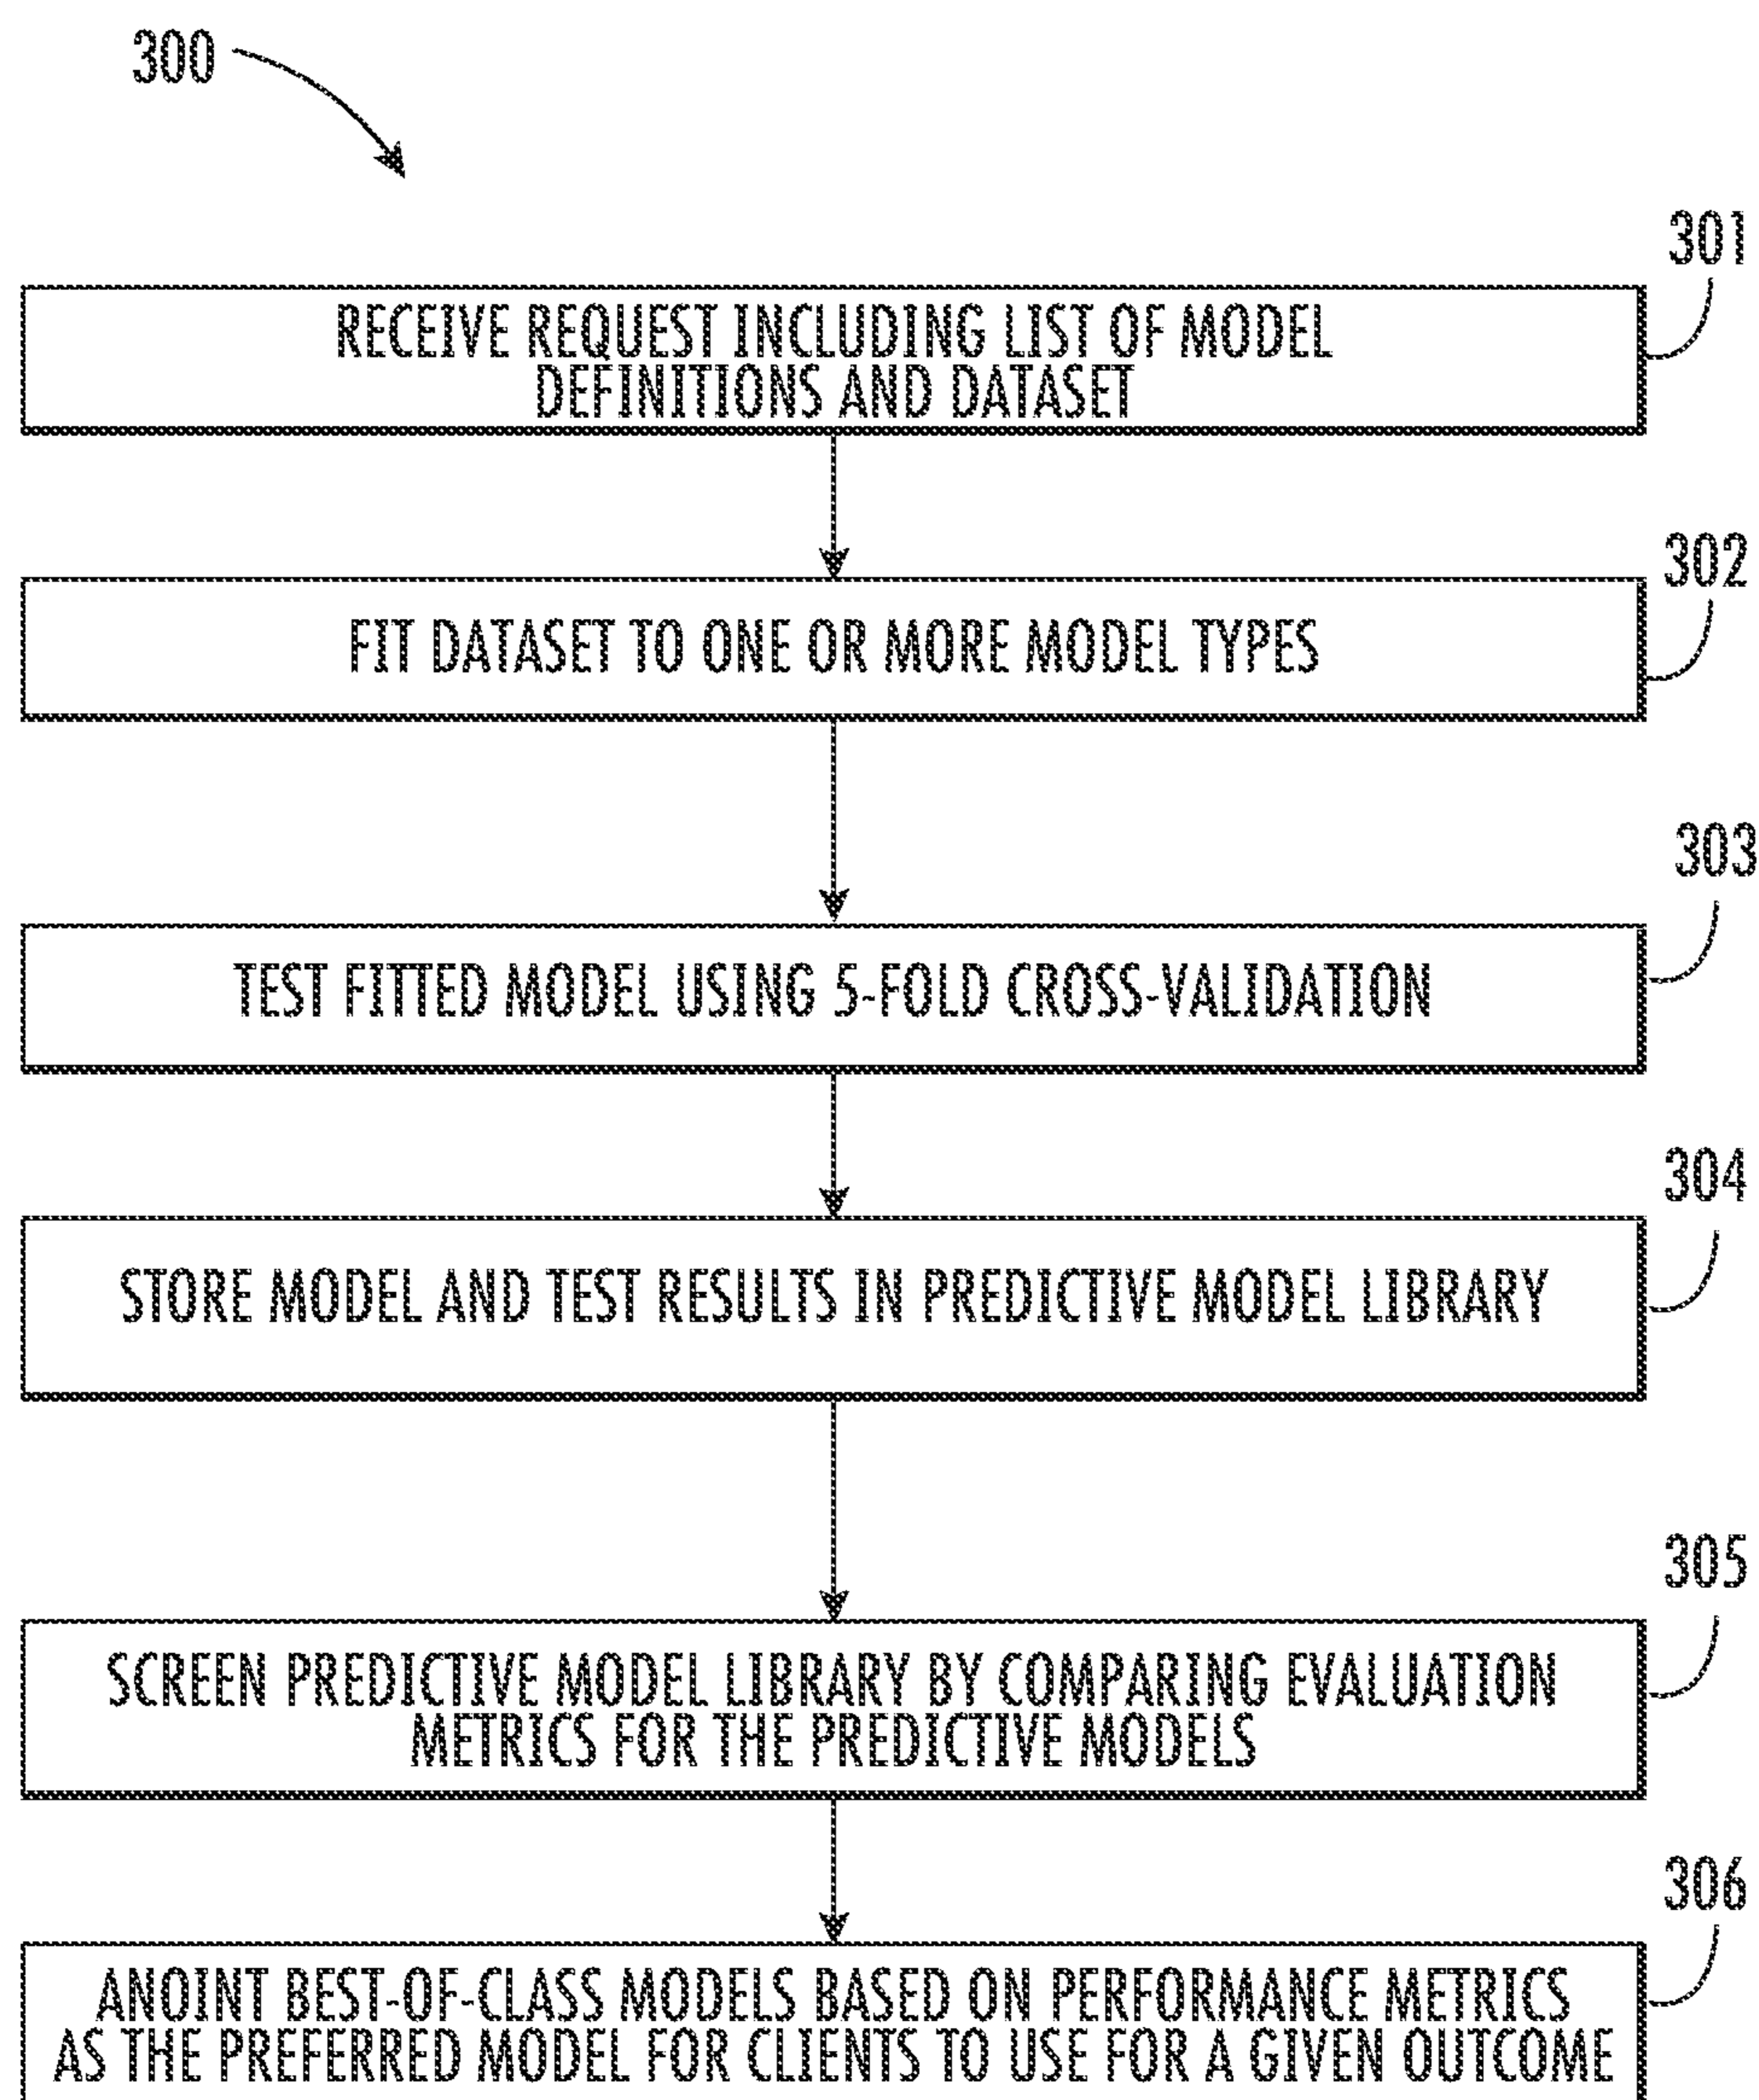 300
301
RECEIVE REQUEST INCLUDING LIST OF MODEL
DEFINITIONS AND DATASET
302
FIT DATASET TO ONE OR MORE MODEL TYPES
303
TEST FITTED MODEL USING 5-FOLD CROSS-VALIDATION
304
STORE MODEL AND TEST RESULTS IN PREDICTIVE MODEL LIBRARY
305
SCREEN PREDICTIVE MODEL LIBRARY BY COMPARING EVALUATION
METRICS FOR THE PREDICTIVE MODELS
306
ANOINT BEST-OF-CLASS MODELS BASED ON PERFORMANCE METRICS
AS THE PREFERRED MODEL FOR CLIENTS TO USE FOR A GIVEN OUTCOME